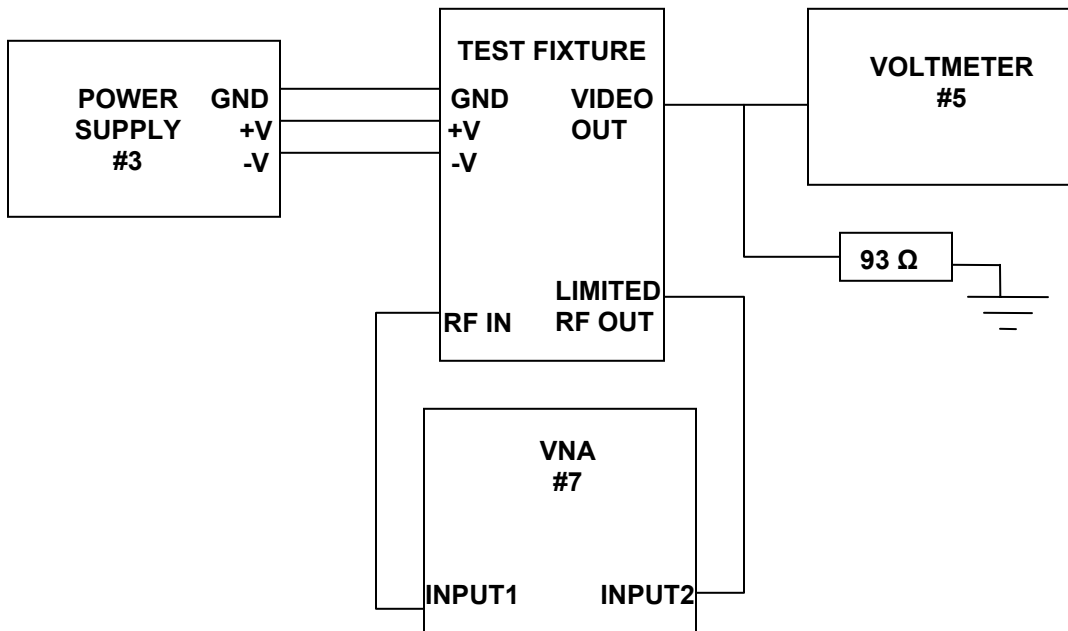 POWER
SUPPLY
#3
GND
+V
-V
TEST FIXTURE
GND
+V
-V
VIDEO
OUT
RF IN
LIMITED
RF OUT
VOLTMETER
#5
93 Ω
VNA
#7
INPUT1
INPUT2